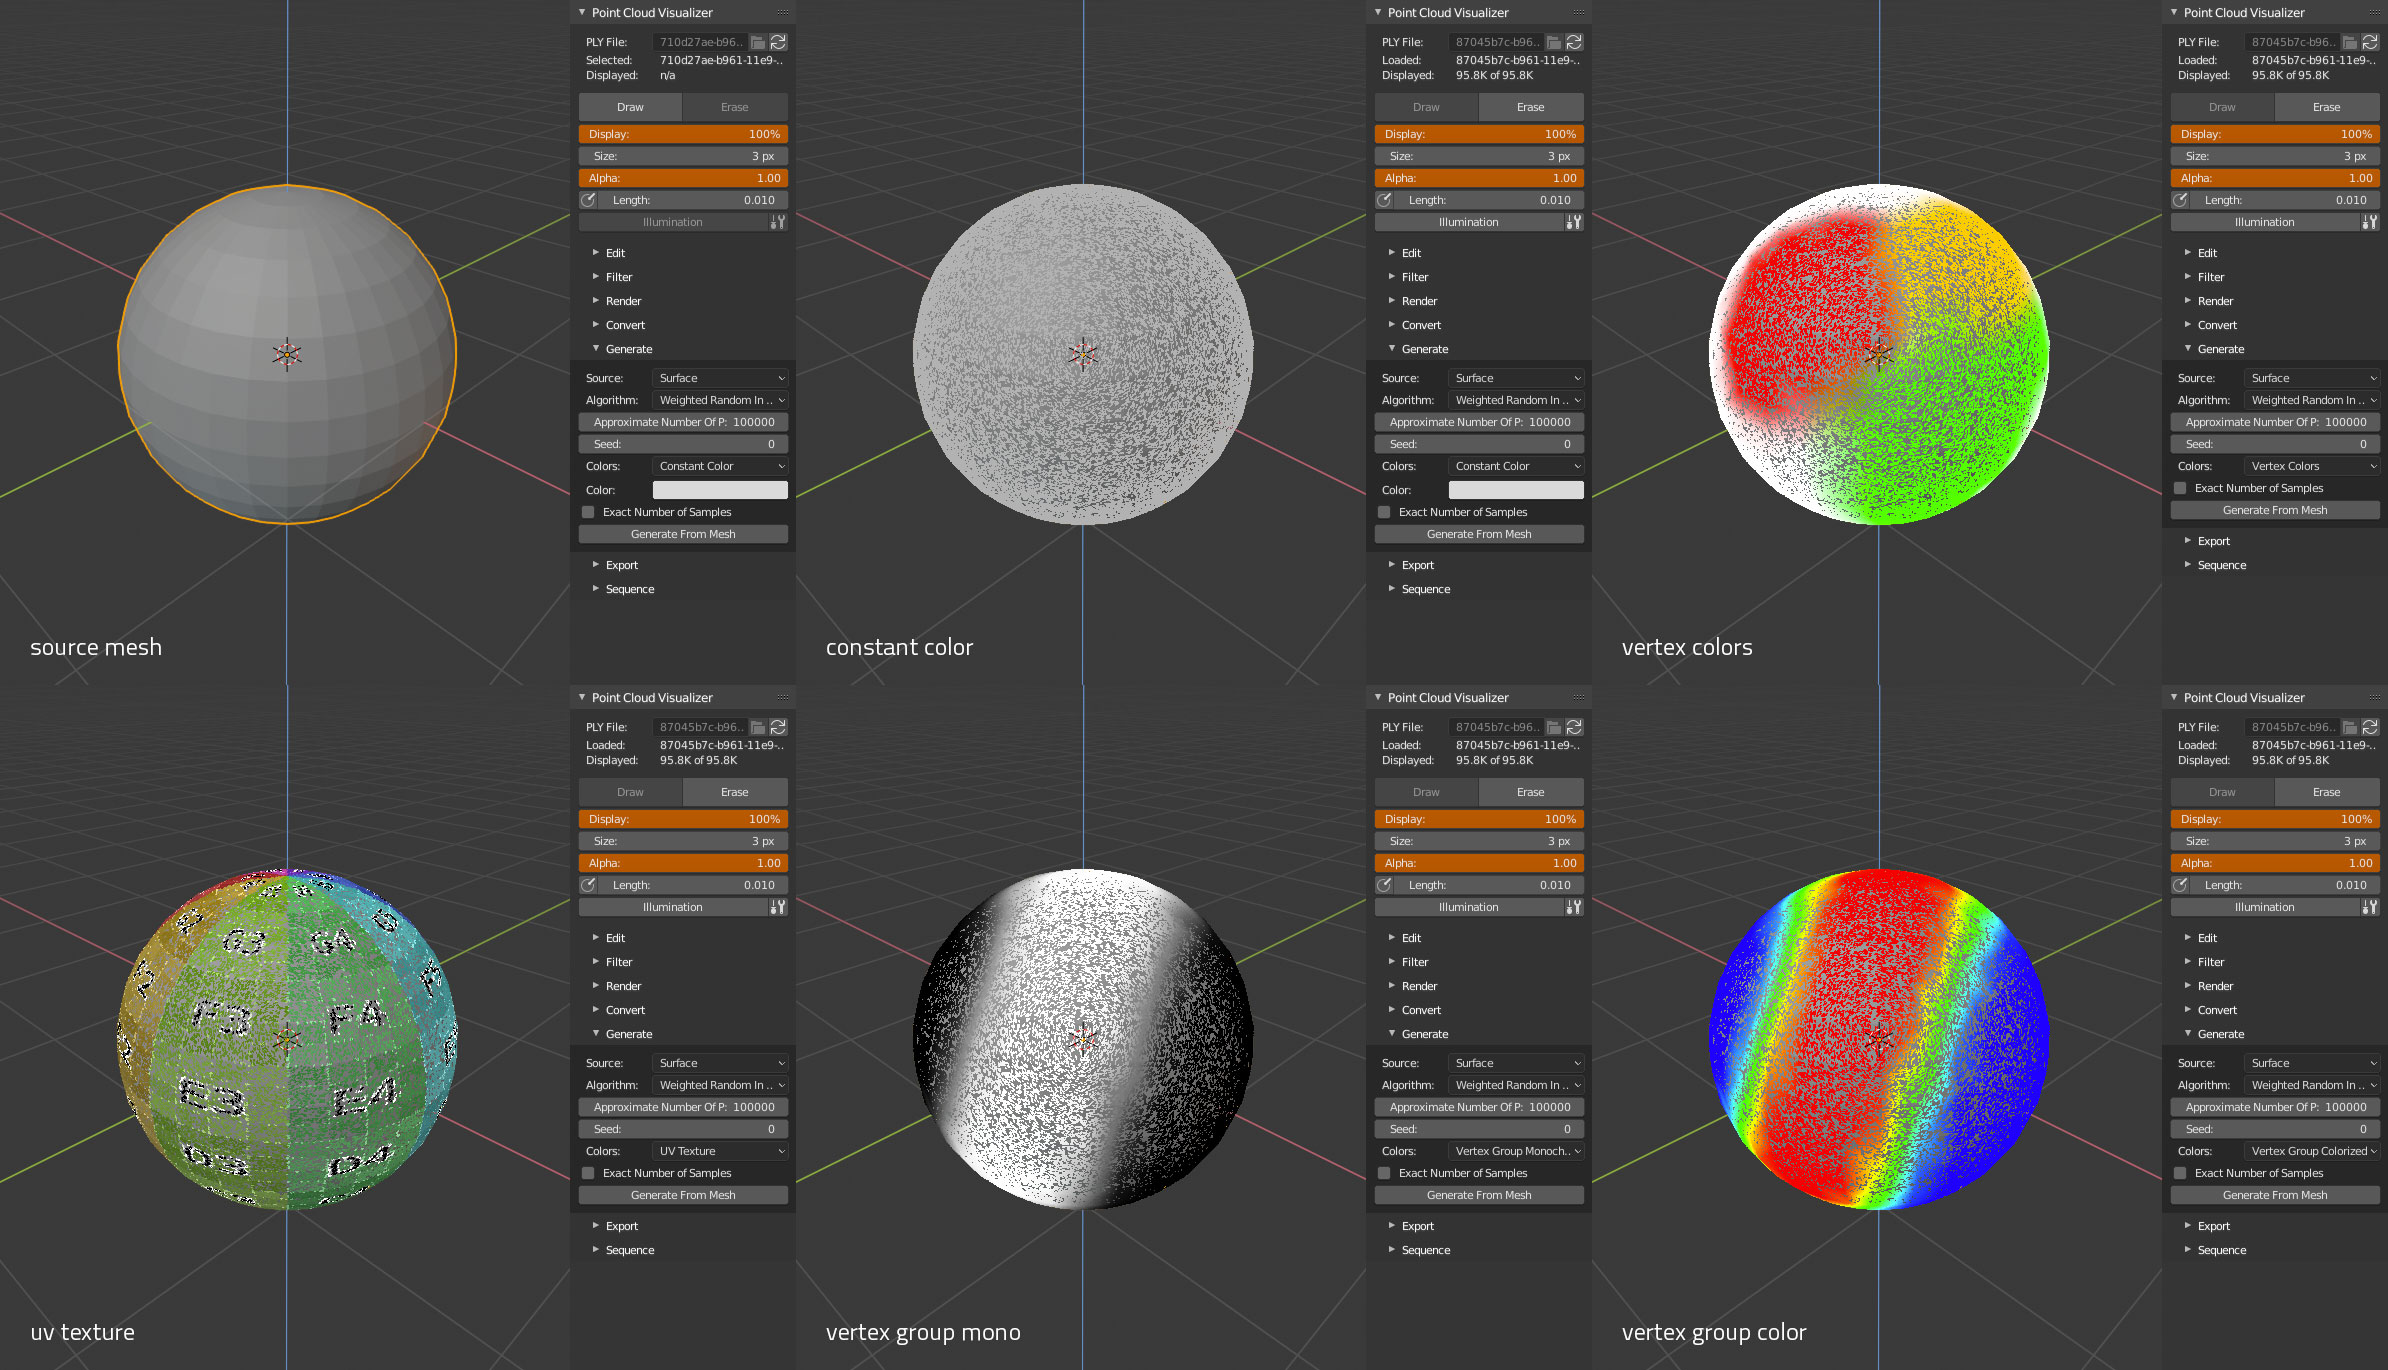 Point Cloud Visualizer
PLY File: 710d27ae-b96..
Selected: 710d27ae-b961-11e9-..
Displayed: n/a
Draw Erase
Display: 100%
Size: 3 px
Alpha: 1.00
Length: 0.010
Illumination
Edit
Filter
Render
Convert
Generate
Source: Surface
Algorithm: Weighted Random In ..
Approximate Number Of P: 100000
Seed: 0
Colors: Constant Color
Color:
Exact Number of Samples
Generate From Mesh
Export
Sequence
source mesh
Point Cloud Visualizer
PLY File: 87045b7c-b96..
Loaded: 87045b7c-b961-11e9-..
Displayed: 95.8K of 95.8K
Draw Erase
Display: 100%
Size: 3 px
Alpha: 1.00
Length: 0.010
Illumination
Edit
Filter
Render
Convert
Generate
Source: Surface
Algorithm: Weighted Random In ..
Approximate Number Of P: 100000
Seed: 0
Colors: Constant Color
Color:
Exact Number of Samples
Generate From Mesh
Export
Sequence
constant color
Point Cloud Visualizer
PLY File: 87045b7c-b96..
Loaded: 87045b7c-b961-11e9-..
Displayed: 95.8K of 95.8K
Draw Erase
Display: 100%
Size: 3 px
Alpha: 1.00
Length: 0.010
Illumination
Edit
Filter
Render
Convert
Generate
Source: Surface
Algorithm: Weighted Random In ..
Approximate Number Of P: 100000
Seed: 0
Colors: Vertex Colors
Exact Number of Samples
Generate From Mesh
Export
Sequence
vertex colors
G3 G4
F3 F4
E3 E4
D3 D4
Point Cloud Visualizer
PLY File: 87045b7c-b96..
Loaded: 87045b7c-b961-11e9-..
Displayed: 95.8K of 95.8K
Draw Erase
Display: 100%
Size: 3 px
Alpha: 1.00
Length: 0.010
Illumination
Edit
Filter
Render
Convert
Generate
Source: Surface
Algorithm: Weighted Random In ..
Approximate Number Of P: 100000
Seed: 0
Colors: UV Texture
Exact Number of Samples
Generate From Mesh
Export
Sequence
uv texture
Point Cloud Visualizer
PLY File: 87045b7c-b96..
Loaded: 87045b7c-b961-11e9-..
Displayed: 95.8K of 95.8K
Draw Erase
Display: 100%
Size: 3 px
Alpha: 1.00
Length: 0.010
Illumination
Edit
Filter
Render
Convert
Generate
Source: Surface
Algorithm: Weighted Random In ..
Approximate Number Of P: 100000
Seed: 0
Colors: Vertex Group Monoch..
Exact Number of Samples
Generate From Mesh
Export
Sequence
vertex group mono
Point Cloud Visualizer
PLY File: 87045b7c-b96..
Loaded: 87045b7c-b961-11e9-..
Displayed: 95.8K of 95.8K
Draw Erase
Display: 100%
Size: 3 px
Alpha: 1.00
Length: 0.010
Illumination
Edit
Filter
Render
Convert
Generate
Source: Surface
Algorithm: Weighted Random In ..
Approximate Number Of P: 100000
Seed: 0
Colors: Vertex Group Colorized
Exact Number of Samples
Generate From Mesh
Export
Sequence
vertex group color